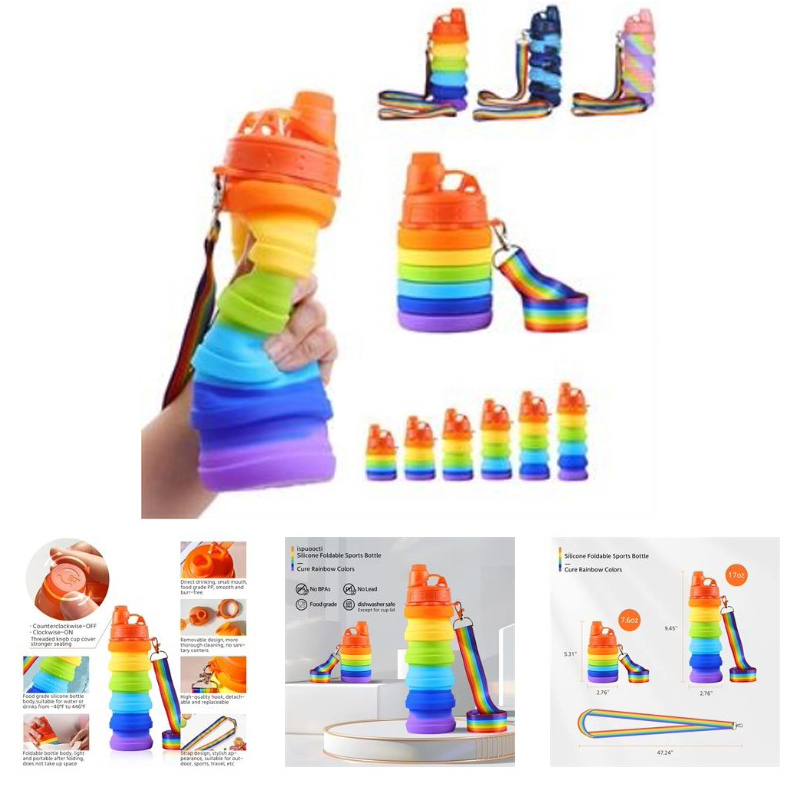 · Counterclockwise-OFF
· Clockwise-ON
Threaded knob cup cover
stronger sealing
Food grade silicone bottle
body,suitable for water or
drinks from -40°F to 446°F
Foldable bottle body, light
and portable after folding,
does not take up space
Direct drinking, small mouth,
food grade PP, smooth and
burr-free
Removable design, more
thorough cleaning, no sani-
tary corners
High-quality hook, detach-
able and replaceable
Strap design, stylish ap-
pearance, suitable for out-
door, sports, travel, etc
ispuoocti
Silicone Foldable Sports Bottle
Cure Rainbow Colors
No BPAs
No Lead
Food grade
dishwasher safe
Except for cup lid
Silicone Foldable Sports Bottle
Cure Rainbow Colors
17oz
7.6oz
9.45"
5.31"
2.76"
2.76"
47.24"